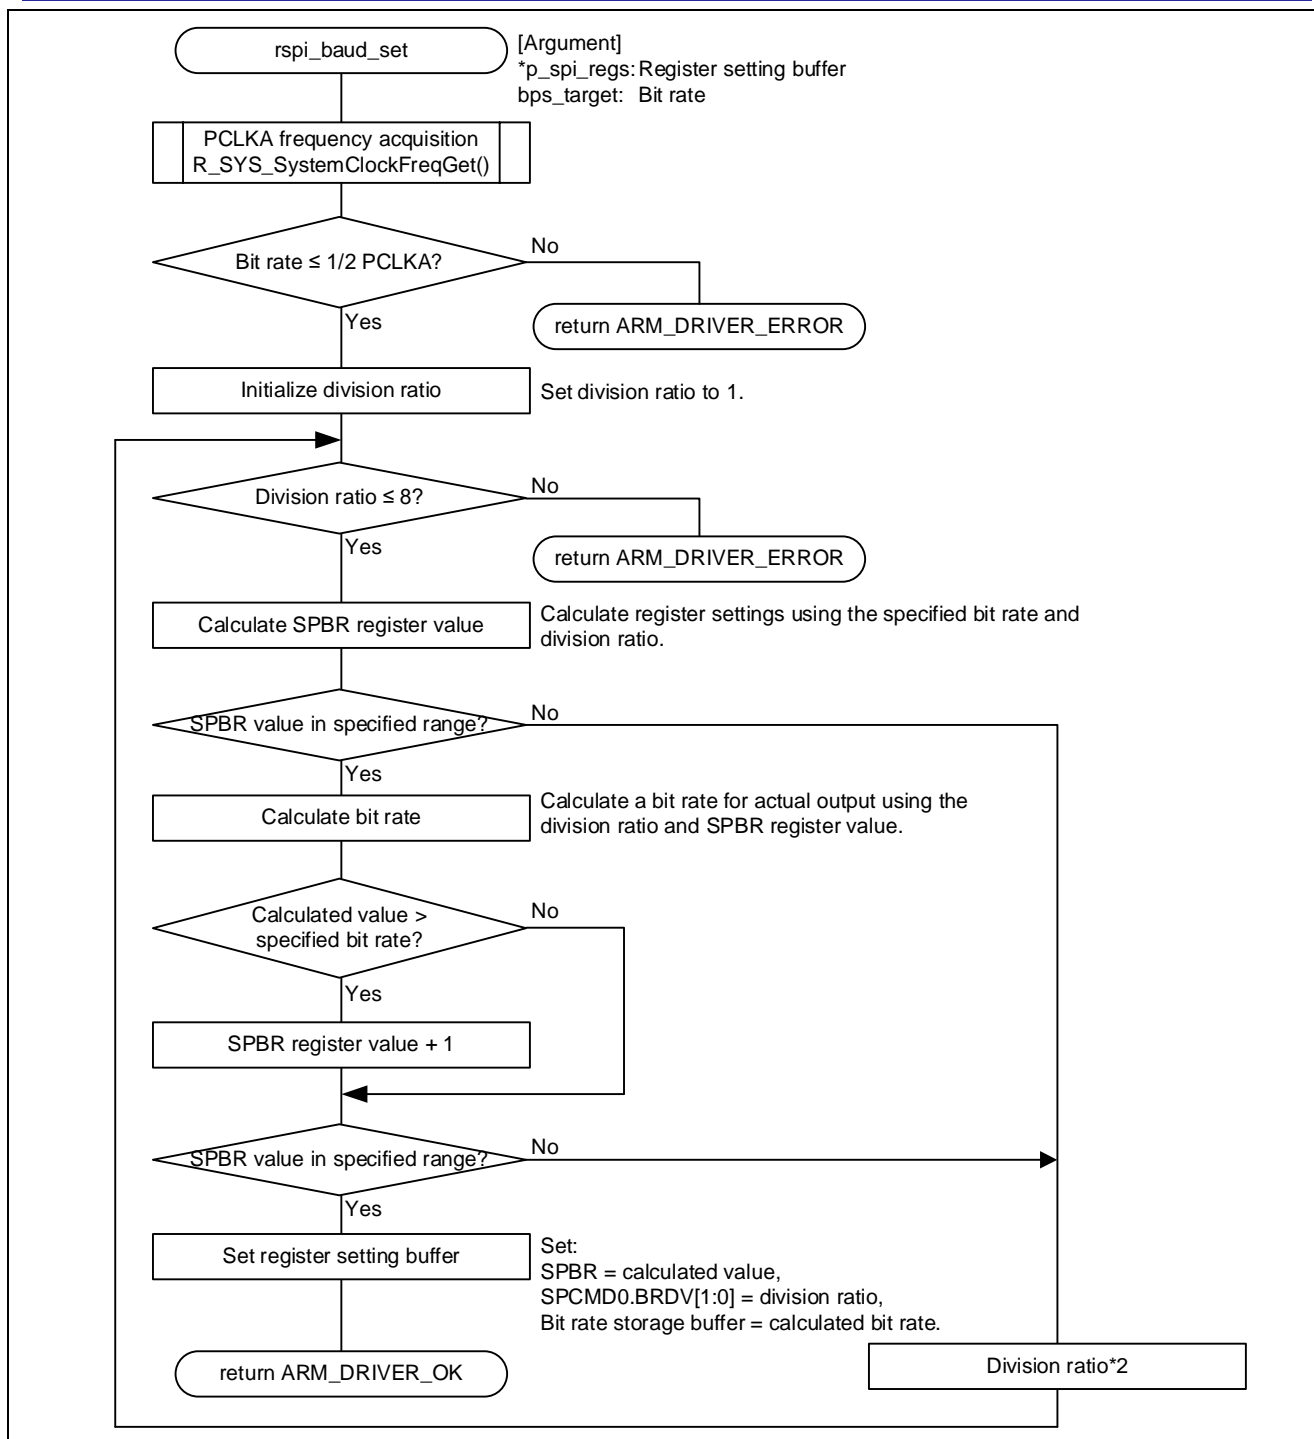 rspi_baud_set
[Argument]
*p_spi_regs: Register setting buffer
bps_target: Bit rate
PCLKA frequency acquisition
R_SYS_SystemClockFreqGet()
Bit rate ≤ 1/2 PCLKA?
No
Yes
return ARM_DRIVER_ERROR
Initialize division ratio
Set division ratio to 1.
Division ratio ≤ 8?
No
Yes
return ARM_DRIVER_ERROR
Calculate SPBR register value
Calculate register settings using the specified bit rate and
division ratio.
SPBR value in specified range?
No
Yes
Calculate bit rate
Calculate a bit rate for actual output using the
division ratio and SPBR register value.
Calculated value >
specified bit rate?
No
Yes
SPBR register value + 1
SPBR value in specified range?
No
Yes
Set register setting buffer
Set:
SPBR = calculated value,
SPCMD0.BRDV[1:0] = division ratio,
Bit rate storage buffer = calculated bit rate.
Division ratio*2
return ARM_DRIVER_OK